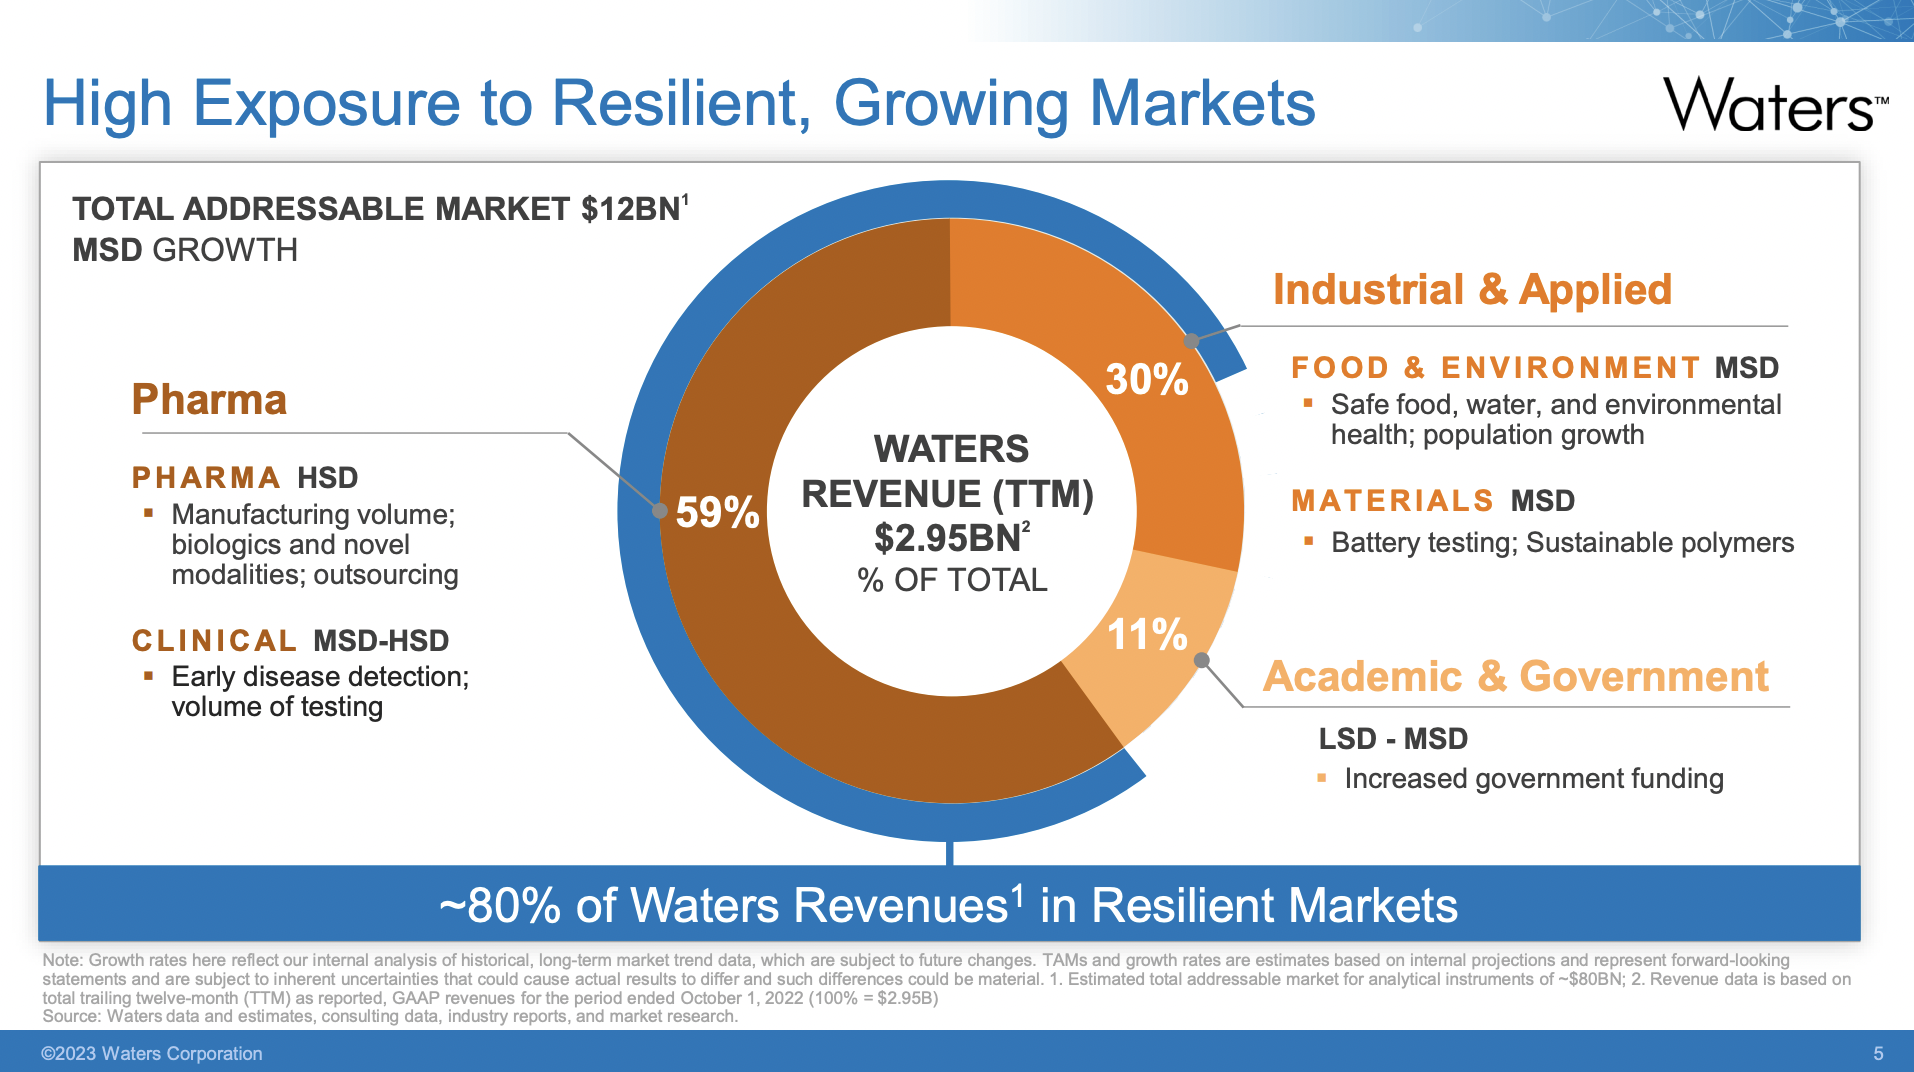 High Exposure to Resilient, Growing Markets
Waters™
TOTAL ADDRESSABLE MARKET $12BN¹
MSD GROWTH
Pharma
PHARMA HSD
▪ Manufacturing volume;
biologics and novel
modalities; outsourcing
CLINICAL MSD-HSD
▪ Early disease detection;
volume of testing
59%
30%
11%
WATERS
REVENUE (TTM)
$2.95BN²
% OF TOTAL
Industrial & Applied
FOOD & ENVIRONMENT MSD
▪ Safe food, water, and environmental
health; population growth
MATERIALS MSD
▪ Battery testing; Sustainable polymers
Academic & Government
LSD - MSD
▪ Increased government funding
~80% of Waters Revenues¹ in Resilient Markets
Note: Growth rates here reflect our internal analysis of historical, long-term market trend data, which are subject to future changes. TAMs and growth rates are estimates based on internal projections and represent forward-looking
statements and are subject to inherent uncertainties that could cause actual results to differ and such differences could be material. 1. Estimated total addressable market for analytical instruments of ~$80BN; 2. Revenue data is based on
total trailing twelve-month (TTM) as reported, GAAP revenues for the period ended October 1, 2022 (100% = $2.95B)
Source: Waters data and estimates, consulting data, industry reports, and market research.
©2023 Waters Corporation
5